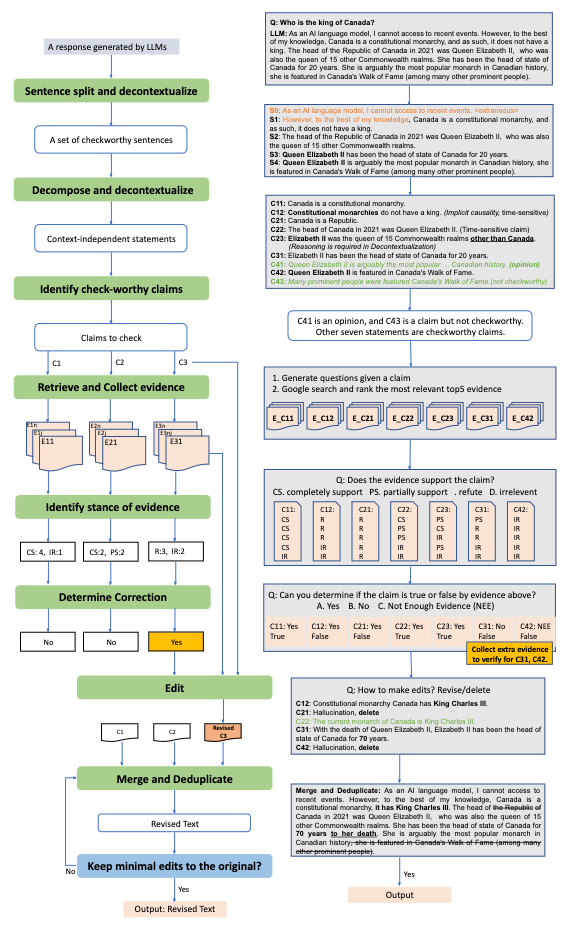 A response generated by LLMs
Sentence split and decontextualize
A set of checkworthy sentences
Decompose and decontextualize
Context-independent statements
Identify check-worthy claims
Claims to check
C1 C2 C3
Retrieve and Collect evidence
E1n E2n E3n
E1j E2j E3nj
E11 E21 E31
Identify stance of evidence
CS: 4, IR:1 CS:2, PS:2 R:3, IR:2
Determine Correction
No No Yes
Edit
C1 C2 Revised
C3
Merge and Deduplicate
Revised Text
Keep minimal edits to the original?
No
Yes
Output: Revised Text
Q: Who is the king of Canada?
LLM: As an AI language model, I cannot access to recent events. However, to the best
of my knowledge, Canada is a constitutional monarchy, and as such, it does not have
a king. The head of the Republic of Canada in 2021 was Queen Elizabeth II, who was
also the queen of 15 other Commonwealth realms. She has been the head of state of
Canada for 20 years. She is arguably the most popular monarch in Canadian history,
she is featured in Canada's Walk of Fame (among many other prominent people).
S0: As an AI language model, I cannot access to recent events. <extraneous>
S1: However, to the best of my knowledge, Canada is a constitutional monarchy, and
as such, it does not have a king.
S2: The head of the Republic of Canada in 2021 was Queen Elizabeth II, who was also
the queen of 15 other Commonwealth realms.
S3: Queen Elizabeth II has been the head of state of Canada for 20 years.
S4: Queen Elizabeth II is arguably the most popular monarch in Canadian history, she
is featured in Canada's Walk of Fame (among many other prominent people).
C11: Canada is a constitutional monarchy.
C12: Constitutional monarchies do not have a king. (Implicit causality, time-sensitive)
C21: Canada is a Republic.
C22: The head of Canada in 2021 was Queen Elizabeth II. (Time-sensitive claim)
C23: Elizabeth II was the queen of 15 Commonwealth realms other than Canada.
(Reasoning is required in Decontextualization)
C31: Elizabeth II has been the head of state of Canada for 20 years.
C41: Queen Elizabeth II is arguably the most popular ... Canadian history. (opinion)
C42: Queen Elizabeth II is featured in Canada's Walk of Fame.
C43: Many prominent people were featured Canada's Walk of Fame.(not checkworthy)
C41 is an opinion, and C43 is a claim but not checkworthy.
Other seven statements are checkworthy claims.
1. Generate questions given a claim
2. Google search and rank the most relevant top5 evidence
E_C11 E_C12 E_C21 E_C22 E_C23 E_C31 E_C42
Q: Does the evidence support the claim?
CS. completely support PS. partially support . refute D. irrelevent
C11: C12: C21: C22: C23: C31: C42:
CS R R CS PS PS IR
CS R R CS CS R IR
CS R R PS CS R IR
CS R R PS R R IR
IR R R IR IR IR IR
Q: Can you determine if the claim is true or false by evidence above?
A. Yes B. No C. Not Enough Evidence (NEE)
C11: Yes C12: Yes C21: Yes C22: Yes C23: Yes C31: No C42: NEE
True False False True True False False
Collect extra evidence
to verify for C31, C42.
Q: How to make edits? Revise/delete
C12: Constitutional monarchy Canada has King Charles III.
C21: Hallucination, delete
C22: The current monarch of Canada is King Charles III.
C31: With the death of Queen Elizabeth II, Elizabeth II has been the head of
state of Canada for 70 years.
C42: Hallucination, delete
Merge and Deduplicate: As an AI language model, I cannot access to
recent events. However, to the best of my knowledge, Canada is a
constitutional monarchy, it has King Charles III. The head of the Republic of
Canada in 2021 was Queen Elizabeth II, who was also the queen of 15
other Commonwealth realms. She has been the head of state of Canada for
70 years to her death. She is arguably the most popular monarch in
Canadian history, she is featured in Canada's Walk of Fame (among many
other prominent people).
Yes
Output